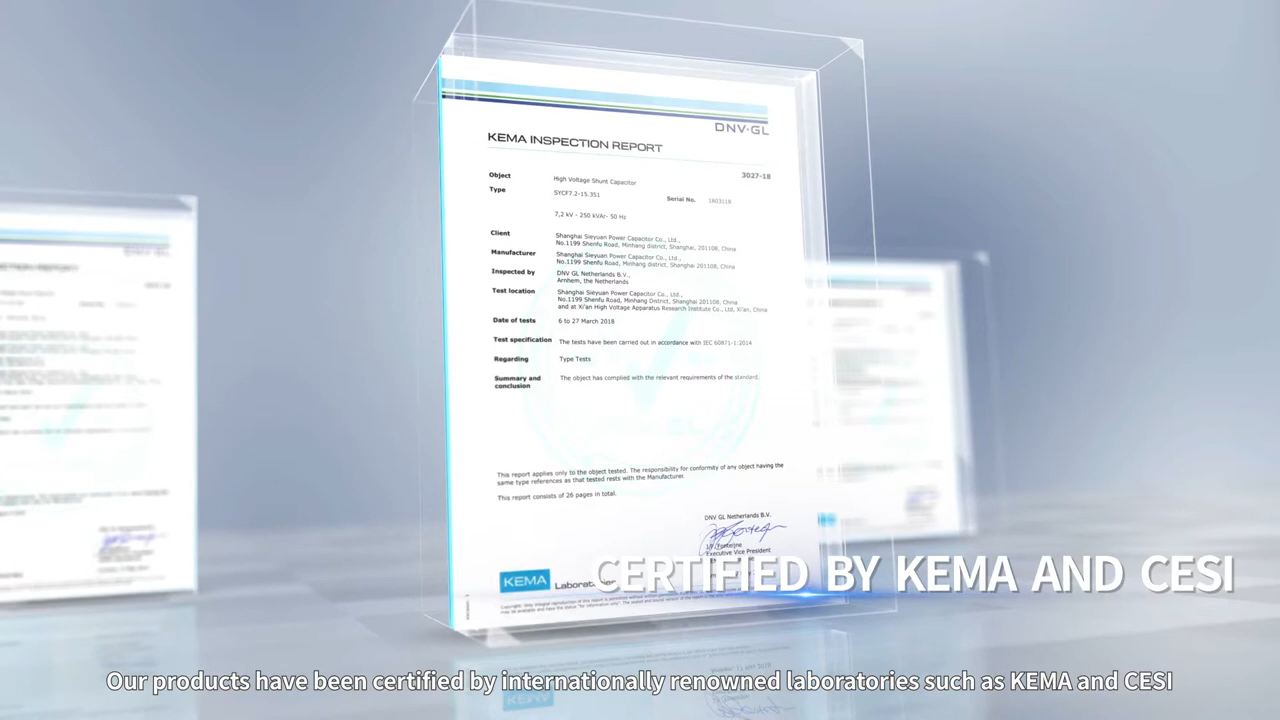 DNV·GL
KEMA INSPECTION REPORT
3027-18
Object High Voltage Shunt Capacitor
Type SYCF7.2-15.351 Serial No. 1803118
7,2 kV - 250 kVAr- 50 Hz
Client Shanghai Sieyuan Power Capacitor Co., Ltd.,
No.1199 Shenfu Road, Minhang district, Shanghai, 201108, China
Manufacturer Shanghai Sieyuan Power Capacitor Co., Ltd.,
No.1199 Shenfu Road, Minhang district, Shanghai 201108, China
Inspected by DNV GL Netherlands B.V.,
Arnhem, the Netherlands
Test location Shanghai Sieyuan Power Capacitor Co., Ltd.,
No.1199 Shenfu Road, Minhang District, Shanghai 201108, China
and at Xi'an High Voltage Apparatus Research Institute Co., Ltd, Xi'an, China
Date of tests 6 to 27 March 2018
Test specification The tests have been carried out in accordance with IEC 60871-1:2014
Regarding Type Tests
Summary and The object has complied with the relevant requirements of the standard.
conclusion
This report applies only to the object tested. The responsibility for conformity of any object having the
same type references as that tested rests with the Manufacturer.
This report consists of 26 pages in total.
DNV GL Netherlands B.V.
Fonteijne
Executive Vice President
KEMA
CERTIFIED BY KEMA AND CESI
Our products have been certified by internationally renowned laboratories such as KEMA and CESI